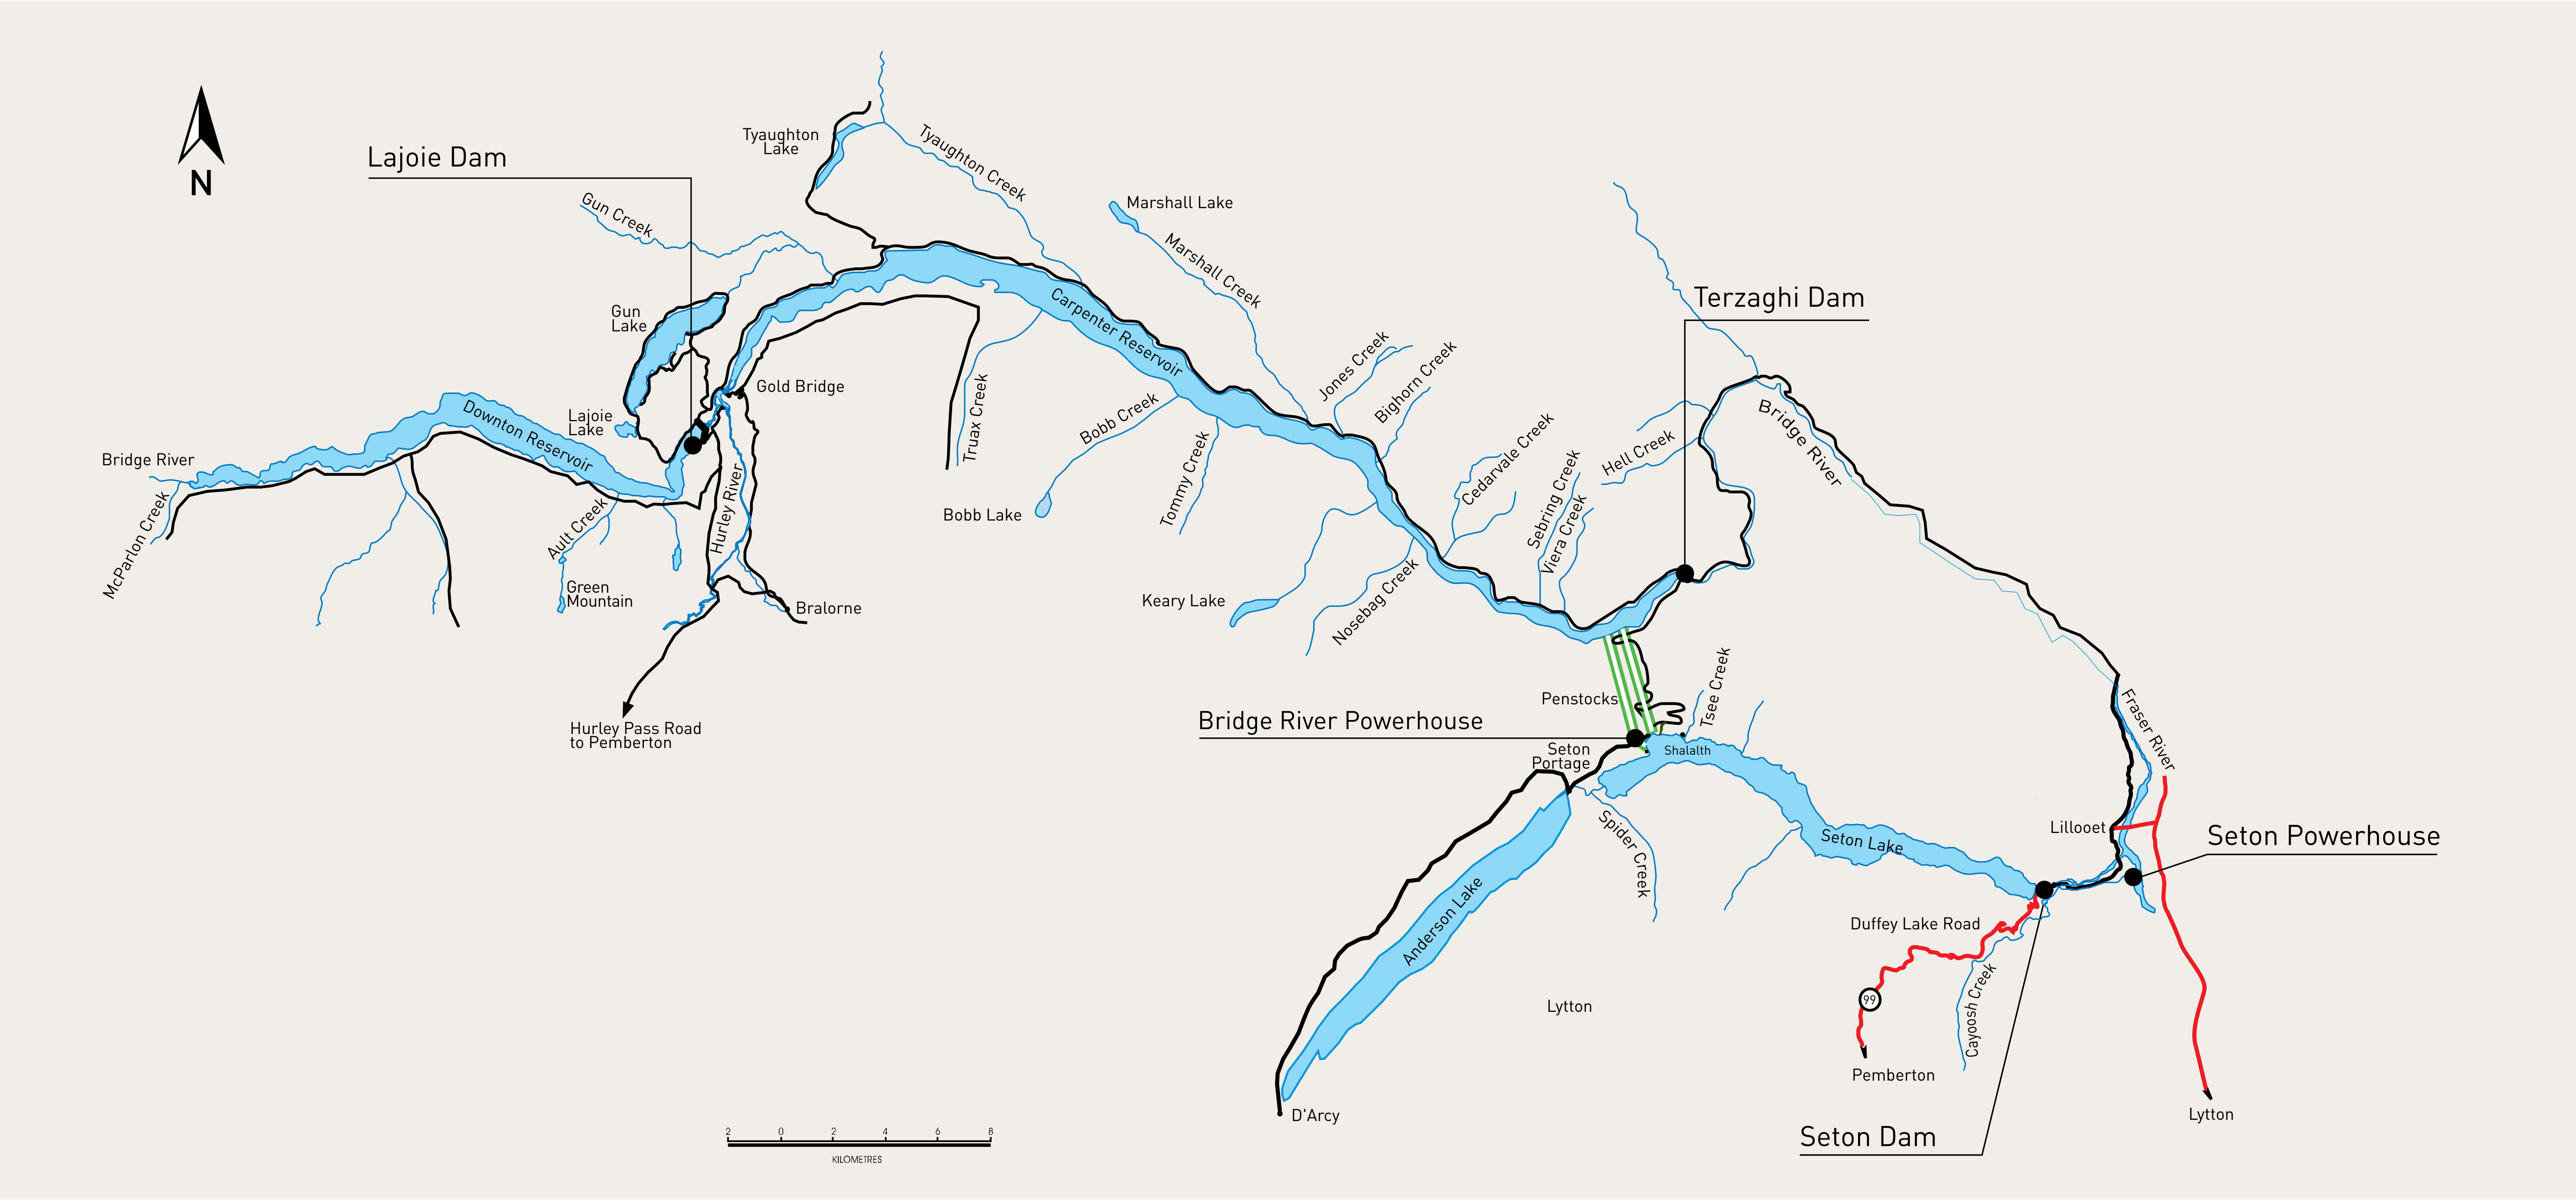 N
Lajoie Dam
Tyaughton
Lake
Tyaughton Creek
Gun Creek
Marshall Lake
Marshall Creek
Gun
Lake
Carpenter Reservoir
Terzaghi Dam
Gold Bridge
Lajoie
Lake
Downton Reservoir
Bridge River
McParlon Creek
Truax Creek
Bobb Creek
Bobb Lake
Tommy Creek
Jones Creek
Bighorn Creek
Cedarvale Creek
Sebring Creek
Viera Creek
Hell Creek
Bridge River
Ault Creek
Green
Mountain
Hurley River
Bralorne
Hurley Pass Road
to Pemberton
Keary Lake
Nosebag Creek
Penstocks
Tsee Creek
Bridge River Powerhouse
Seton
Portage
Shalalth
Fraser River
Spider Creek
Seton Lake
Lillooet
Seton Powerhouse
Anderson Lake
Duffey Lake Road
99
Cayoosh Creek
Lytton
Pemberton
D'Arcy
Lytton
Seton Dam
2 0 2 4 6 8
KILOMETRES